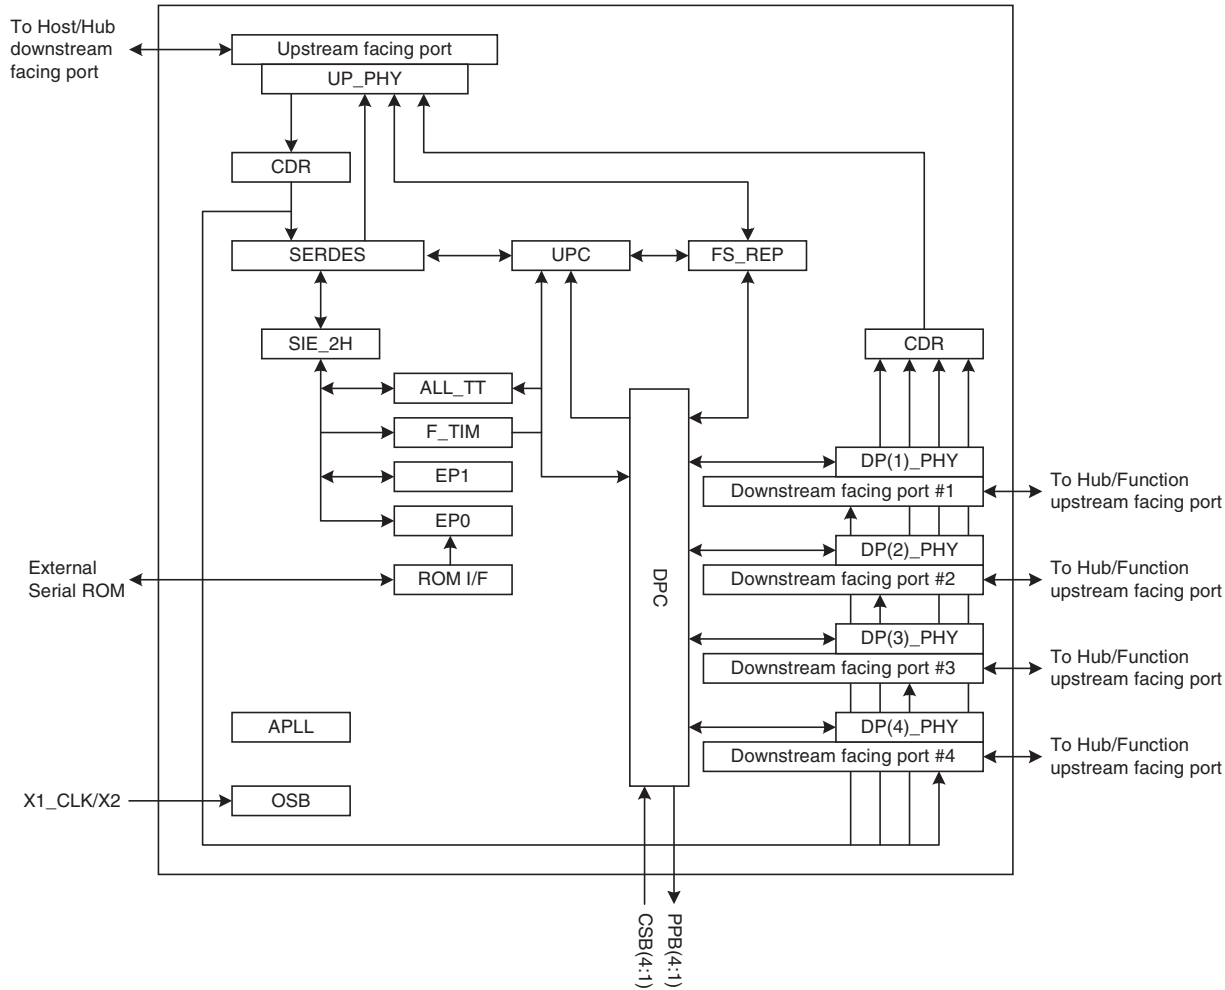 To Host/Hub
downstream
facing port
Upstream facing port
UP_PHY
CDR
SERDES
UPC
FS_REP
SIE_2H
CDR
ALL_TT
F_TIM
EP1
EP0
ROM I/F
External
Serial ROM
DPC
DP(1)_PHY
Downstream facing port #1
To Hub/Function
upstream facing port
DP(2)_PHY
Downstream facing port #2
To Hub/Function
upstream facing port
DP(3)_PHY
Downstream facing port #3
To Hub/Function
upstream facing port
DP(4)_PHY
Downstream facing port #4
To Hub/Function
upstream facing port
APLL
X1_CLK/X2
OSB
CSB(4:1)
PPB(4:1)